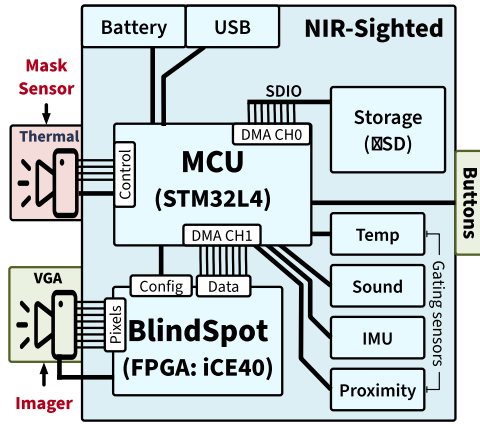 Battery
USB
NIR-Sighted
Mask
Sensor
Thermal
Control
SDIO
DMA CH0
Storage
(SD)
MCU
(STM32L4)
Buttons
DMA CH1
Temp
Sound
IMU
Proximity
Gating sensors
VGA
Config
Data
Pixels
BlindSpot
(FPGA: iCE40)
Imager